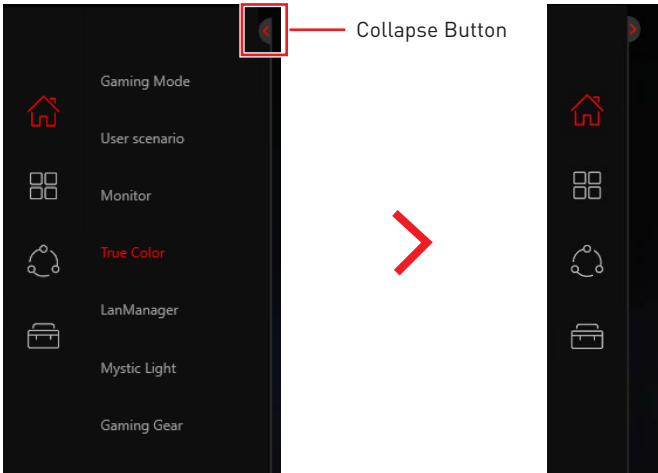 Collapse Button
Gaming Mode
User scenario
Monitor
True Color
LanManager
Mystic Light
Gaming Gear